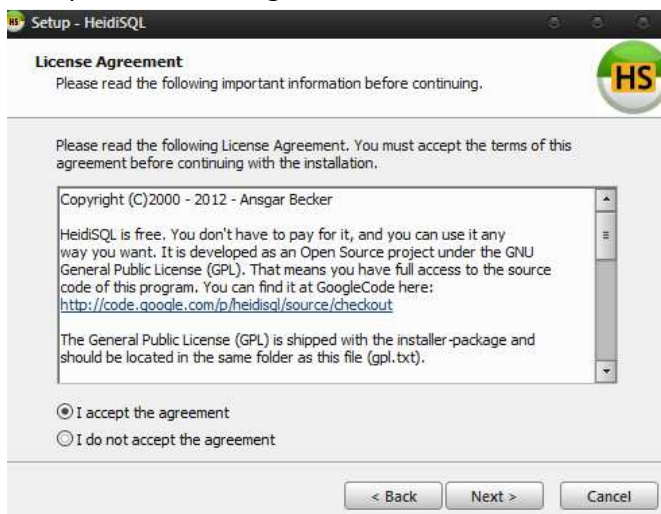 Setup - HeidiSQL
License Agreement
Please read the following important information before continuing.
HS
Please read the following License Agreement. You must accept the terms of this
agreement before continuing with the installation.
Copyright (C)2000 - 2012 - Ansgar Becker
HeidiSQL is free. You don't have to pay for it, and you can use it any
way you want. It is developed as an Open Source project under the GNU
General Public License (GPL). That means you have full access to the source
code of this program. You can find it at GoogleCode here:
http://code.google.com/p/heidisql/source/checkout
The General Public License (GPL) is shipped with the installer-package and
should be located in the same folder as this file (gpl.txt).
I accept the agreement
I do not accept the agreement
< Back Next > Cancel